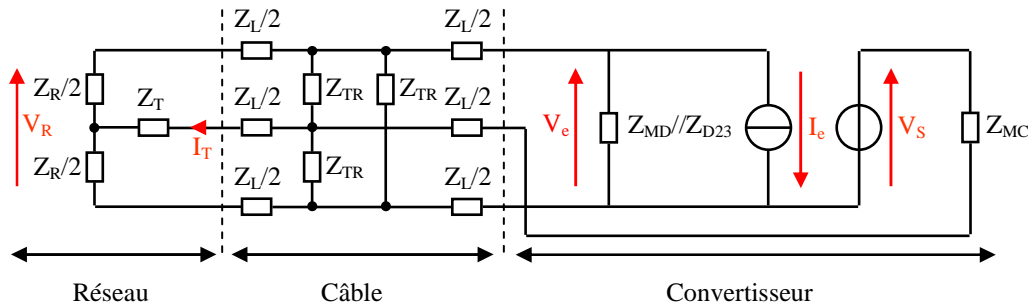 Z_L/2
Z_L/2
Z_R/2
Z_T
Z_TR
Z_TR
V_R
I_T
Z_L/2
Z_L/2
V_e
Z_MD//Z_D23
I_e
V_S
Z_MC
Z_R/2
Z_L/2
Z_TR
Z_L/2
Réseau
Câble
Convertisseur